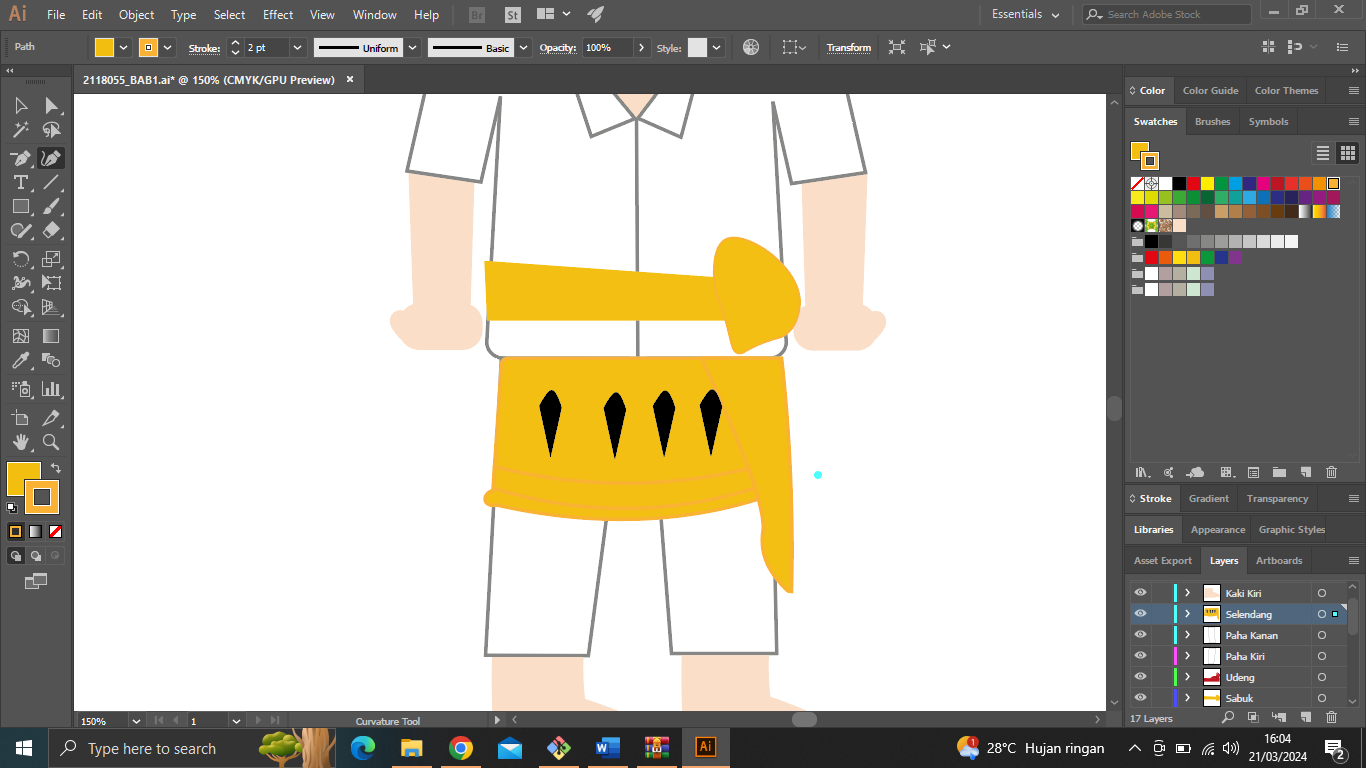 Ai File Edit Object Type Select Effect View Window Help Br St Essentials Search Adobe Stock
Path Stroke: 2 pt Uniform Basic Opacity: 100% Style: Transform
2118055_BAB1.ai* @ 150% (CMYK/GPU Preview)
Color Color Guide Color Themes
Swatches Brushes Symbols
Stroke Gradient Transparency
Libraries Appearance Graphic Styles
Asset Export Layers Artboards
Kaki Kiri
Selendang
Paha Kanan
Paha Kiri
Udeng
Sabuk
17 Layers
150% 1 Curvature Tool
Type here to search 28°C Hujan ringan 16:04
21/03/2024